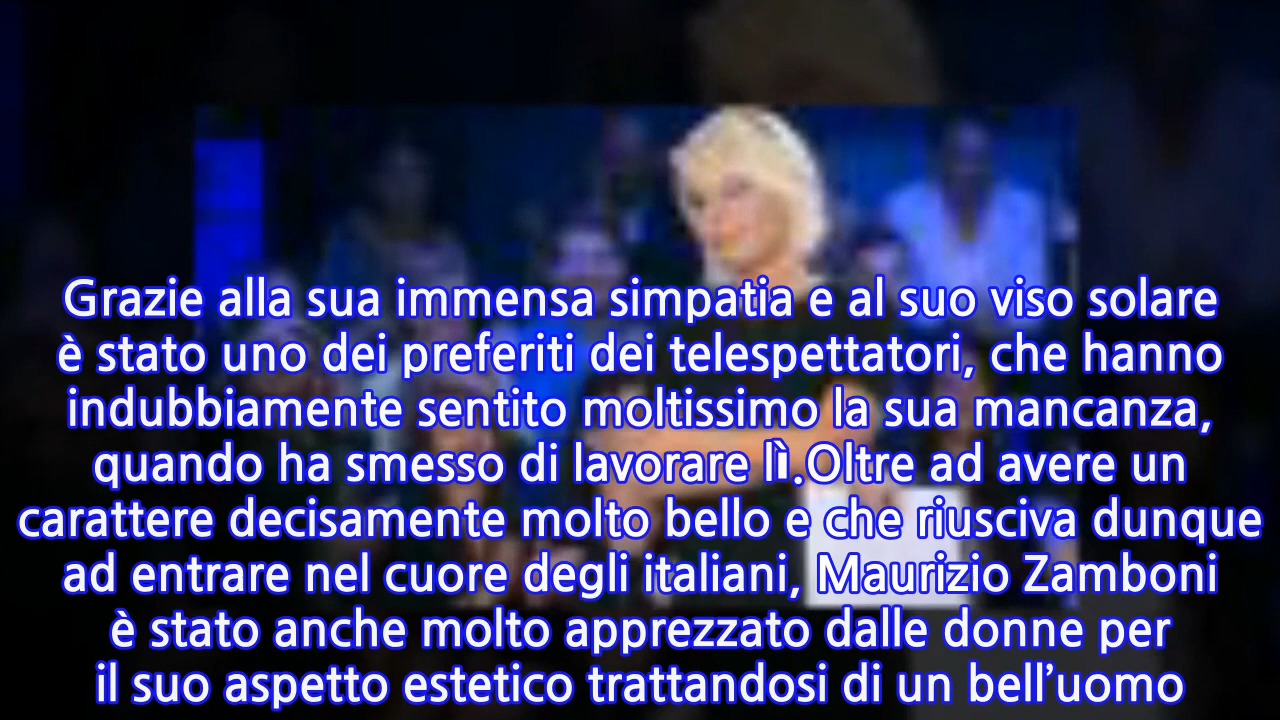 Grazie alla sua immensa simpatia e al suo viso solare
è stato uno dei preferiti dei telespettatori, che hanno
indubbiamente sentito moltissimo la sua mancanza,
quando ha smesso di lavorare lì.Oltre ad avere un
carattere decisamente molto bello e che riusciva dunque
ad entrare nel cuore degli italiani, Maurizio Zamboni
è stato anche molto apprezzato dalle donne per
il suo aspetto estetico trattandosi di un bell’uomo